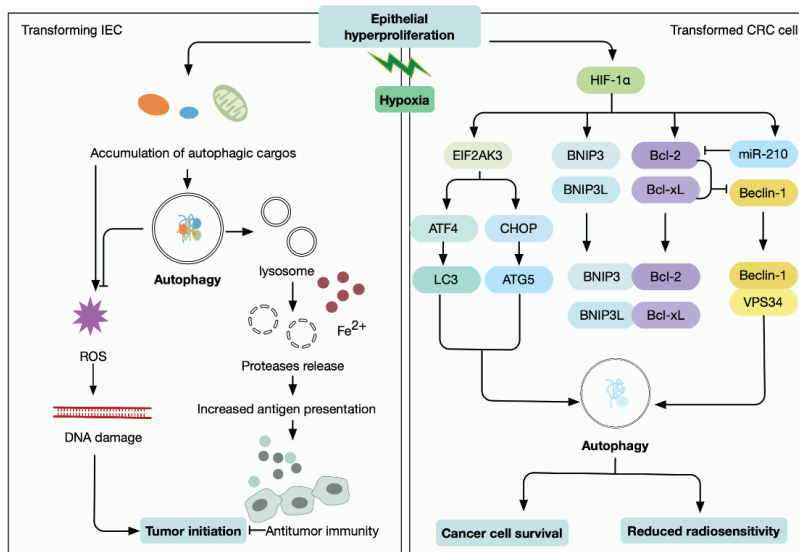 Transforming IEC
Epithelial
hyperproliferation
Transformed CRC cell
Hypoxia
HIF-1α
Accumulation of autophagic cargos
EIF2AK3
BNIP3
Bcl-2
miR-210
BNIP3L
Bcl-xL
Beclin-1
ATF4
CHOP
Autophagy
lysosome
LC3
ATG5
BNIP3
Bcl-2
Beclin-1
VPS34
BNIP3L
Bcl-xL
Fe2+
ROS
Proteases release
Increased antigen presentation
DNA damage
Autophagy
Tumor initiation
Antitumor immunity
Cancer cell survival
Reduced radiosensitivity